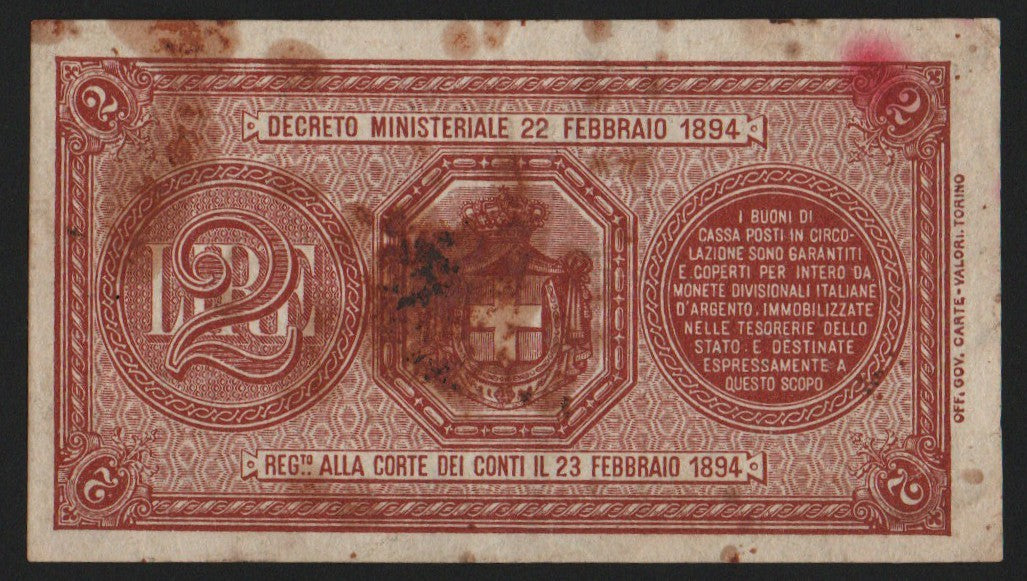 2
2
DECRETO MINISTERIALE 22 FEBBRAIO 1894
LIRE
2
I BUONI DI
CASSA POSTI IN CIRCO-
LAZIONE SONO GARANTITI
E COPERTI PER INTERO DA
MONETE DIVISIONALI ITALIANE
D'ARGENTO, IMMOBILIZZATE
NELLE TESORERIE DELLO
STATO E DESTINATE
ESPRESSAMENTE A
QUESTO SCOPO
OFF. GOV. CARTE-VALORI. TORINO
REG.TO ALLA CORTE DEI CONTI IL 23 FEBBRAIO 1894
2
2